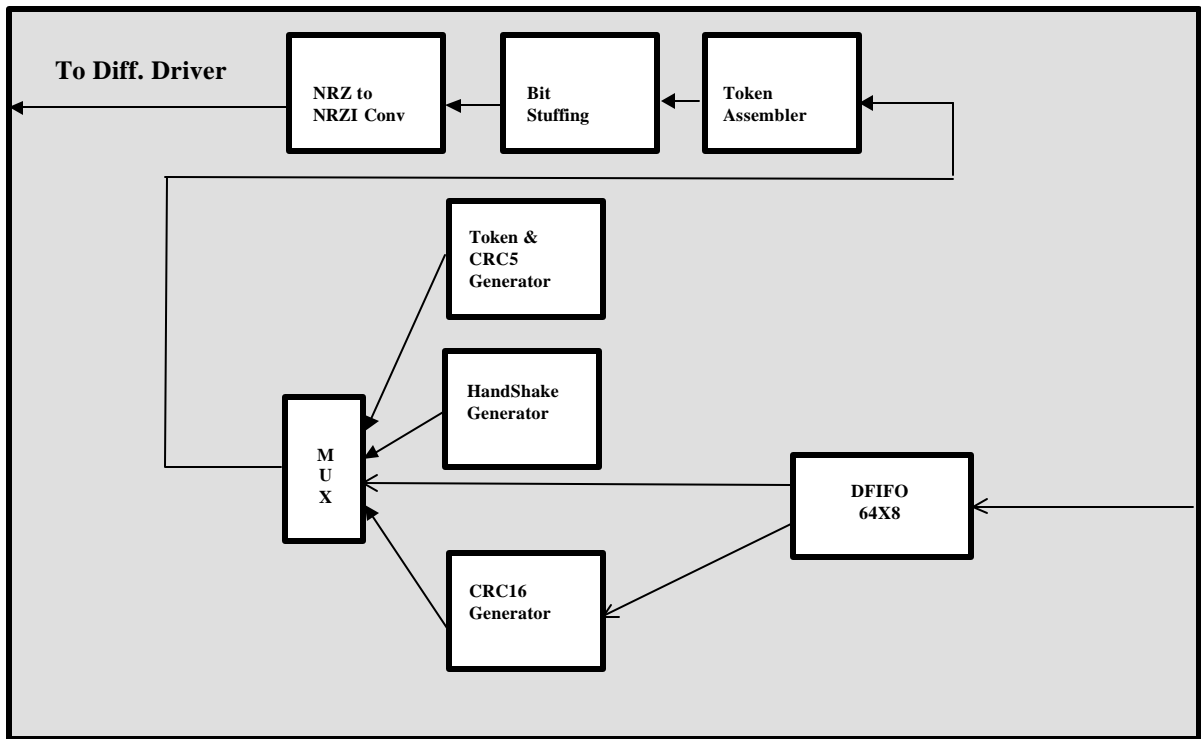 To Diff. Driver
NRZ to
NRZI Conv
Bit
Stuffing
Token
Assembler
Token &
CRC5
Generator
HandShake
Generator
M
U
X
DFIFO
64X8
CRC16
Generator